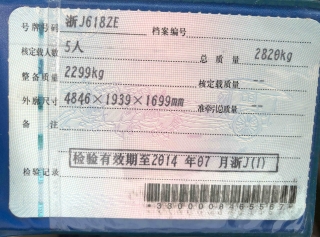 号牌号码 浙J618ZE 档案编号
核定载人数 5人 总质量 2820kg
整备质量 2299kg 核定载质量 --
外廓尺寸 4846×1939×1699mm 准牵引总质量 --
备注
检验记录 检验有效期至2014年07月浙J(1)